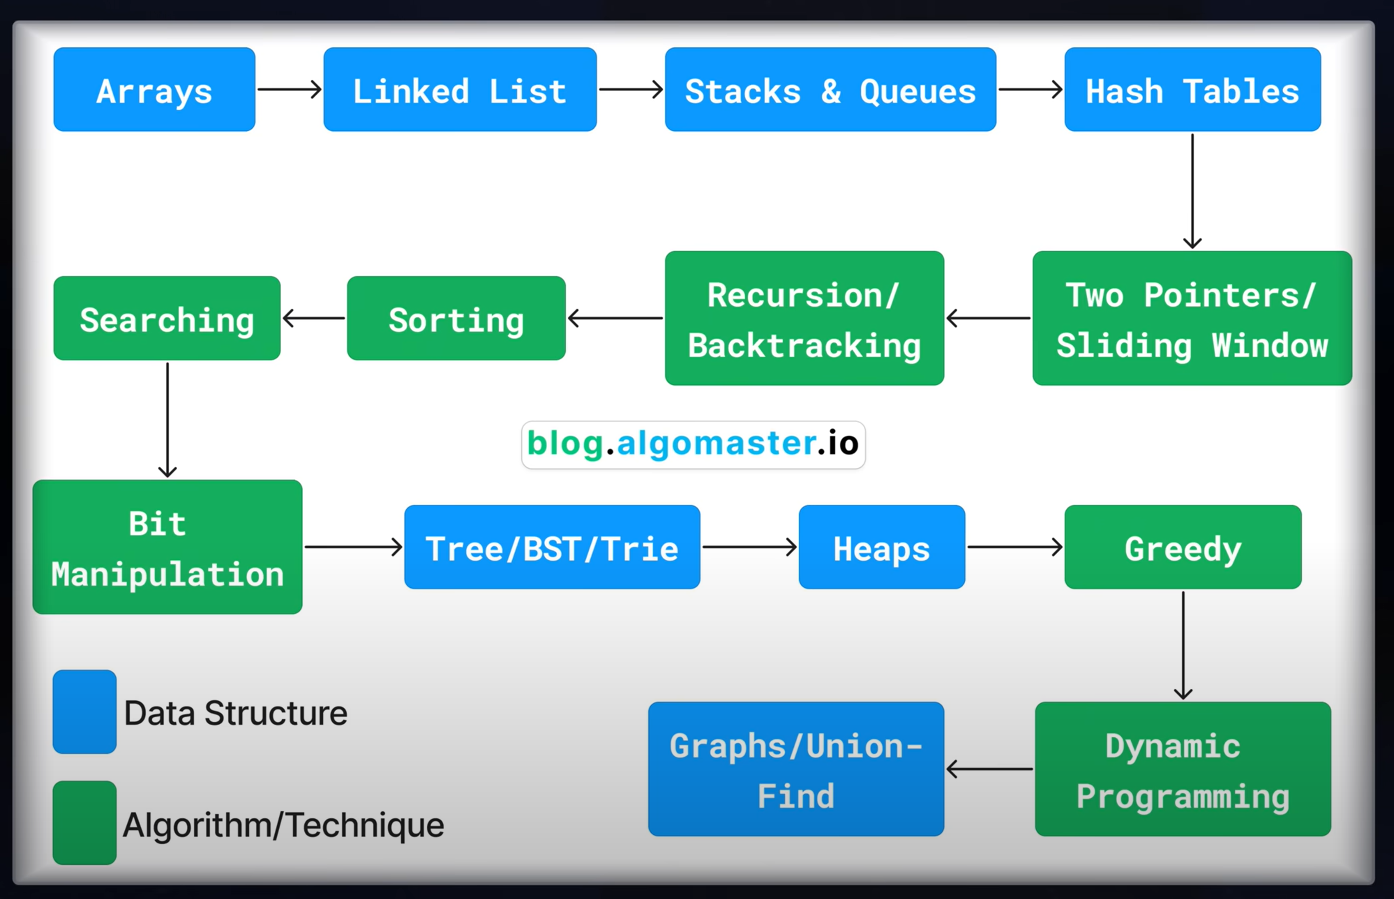 Arrays
Linked List
Stacks & Queues
Hash Tables
Two Pointers/
Sliding Window
Recursion/
Backtracking
Sorting
Searching
blog.algomaster.io
Bit
Manipulation
Tree/BST/Trie
Heaps
Greedy
Dynamic
Programming
Graphs/Union-
Find
Data Structure
Algorithm/Technique